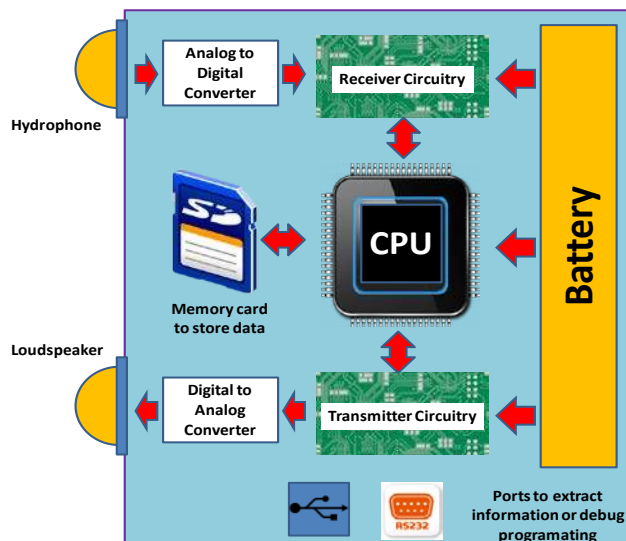 Analog to
Digital
Converter
Receiver Circuitry
Hydrophone
SD
CPU
Battery
Memory card
to store data
Loudspeaker
Digital to
Analog
Converter
Transmitter Circuitry
RS232
Ports to extract
information or debug
programating